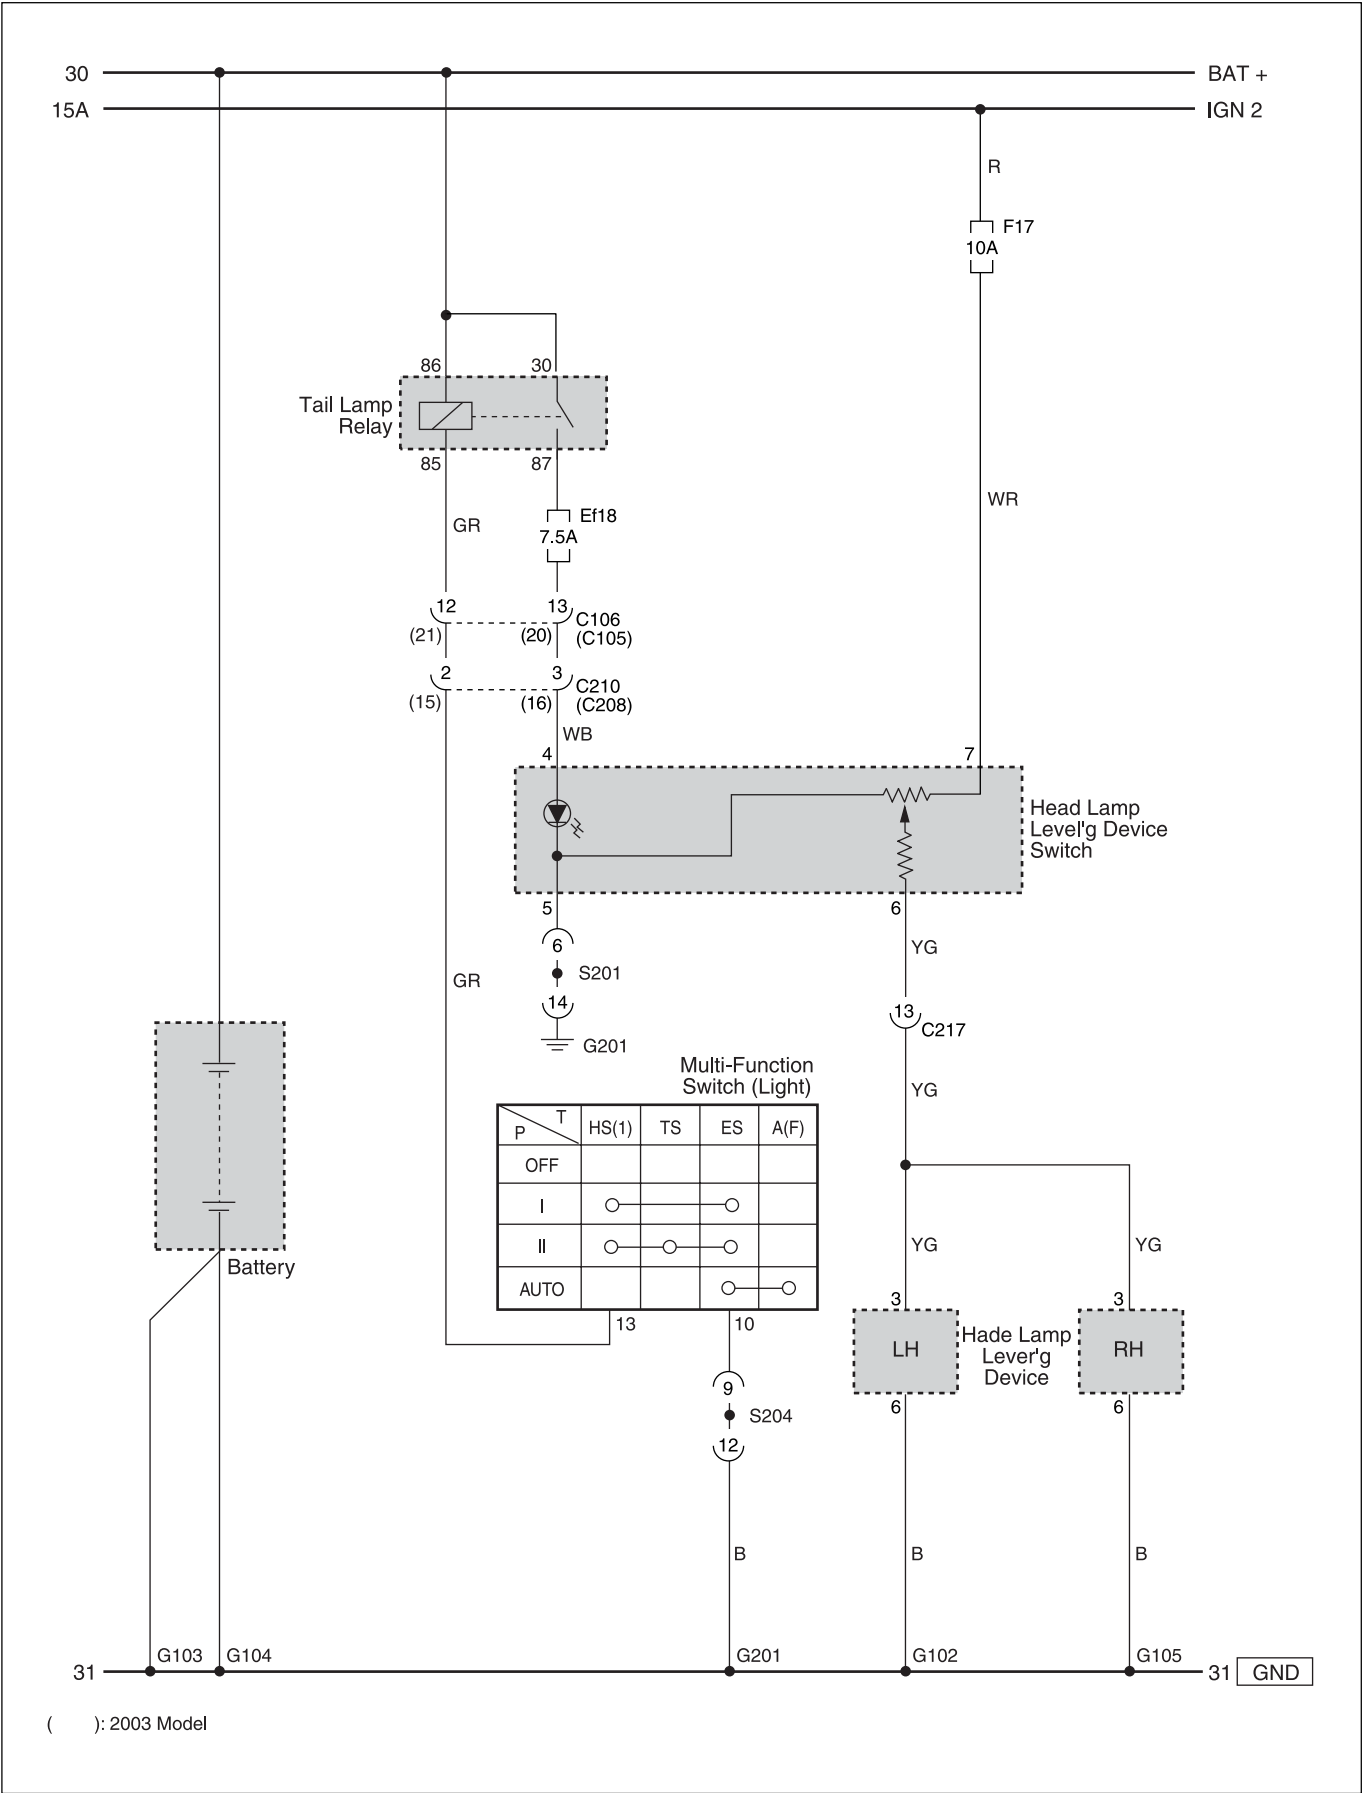 30
BAT +
15A
IGN 2
R
F17
10A
86
30
Tail Lamp
Relay
85
87
WR
GR
Ef18
7.5A
12
13
C106
(21)
(20)
(C105)
2
3
C210
(15)
(16)
(C208)
WB
4
7
Head Lamp
Level'g Device
Switch
5
6
6
YG
GR
S201
14
13
C217
G201
Multi-Function
Switch (Light)
YG
T
P
HS(1)
TS
ES
A(F)
OFF
I
II
AUTO
YG
YG
Battery
13
10
3
3
LH
Hade Lamp
Lever'g
Device
RH
9
6
6
S204
12
B
B
B
G103
G104
G201
G102
G105
31
31
GND
( ): 2003 Model